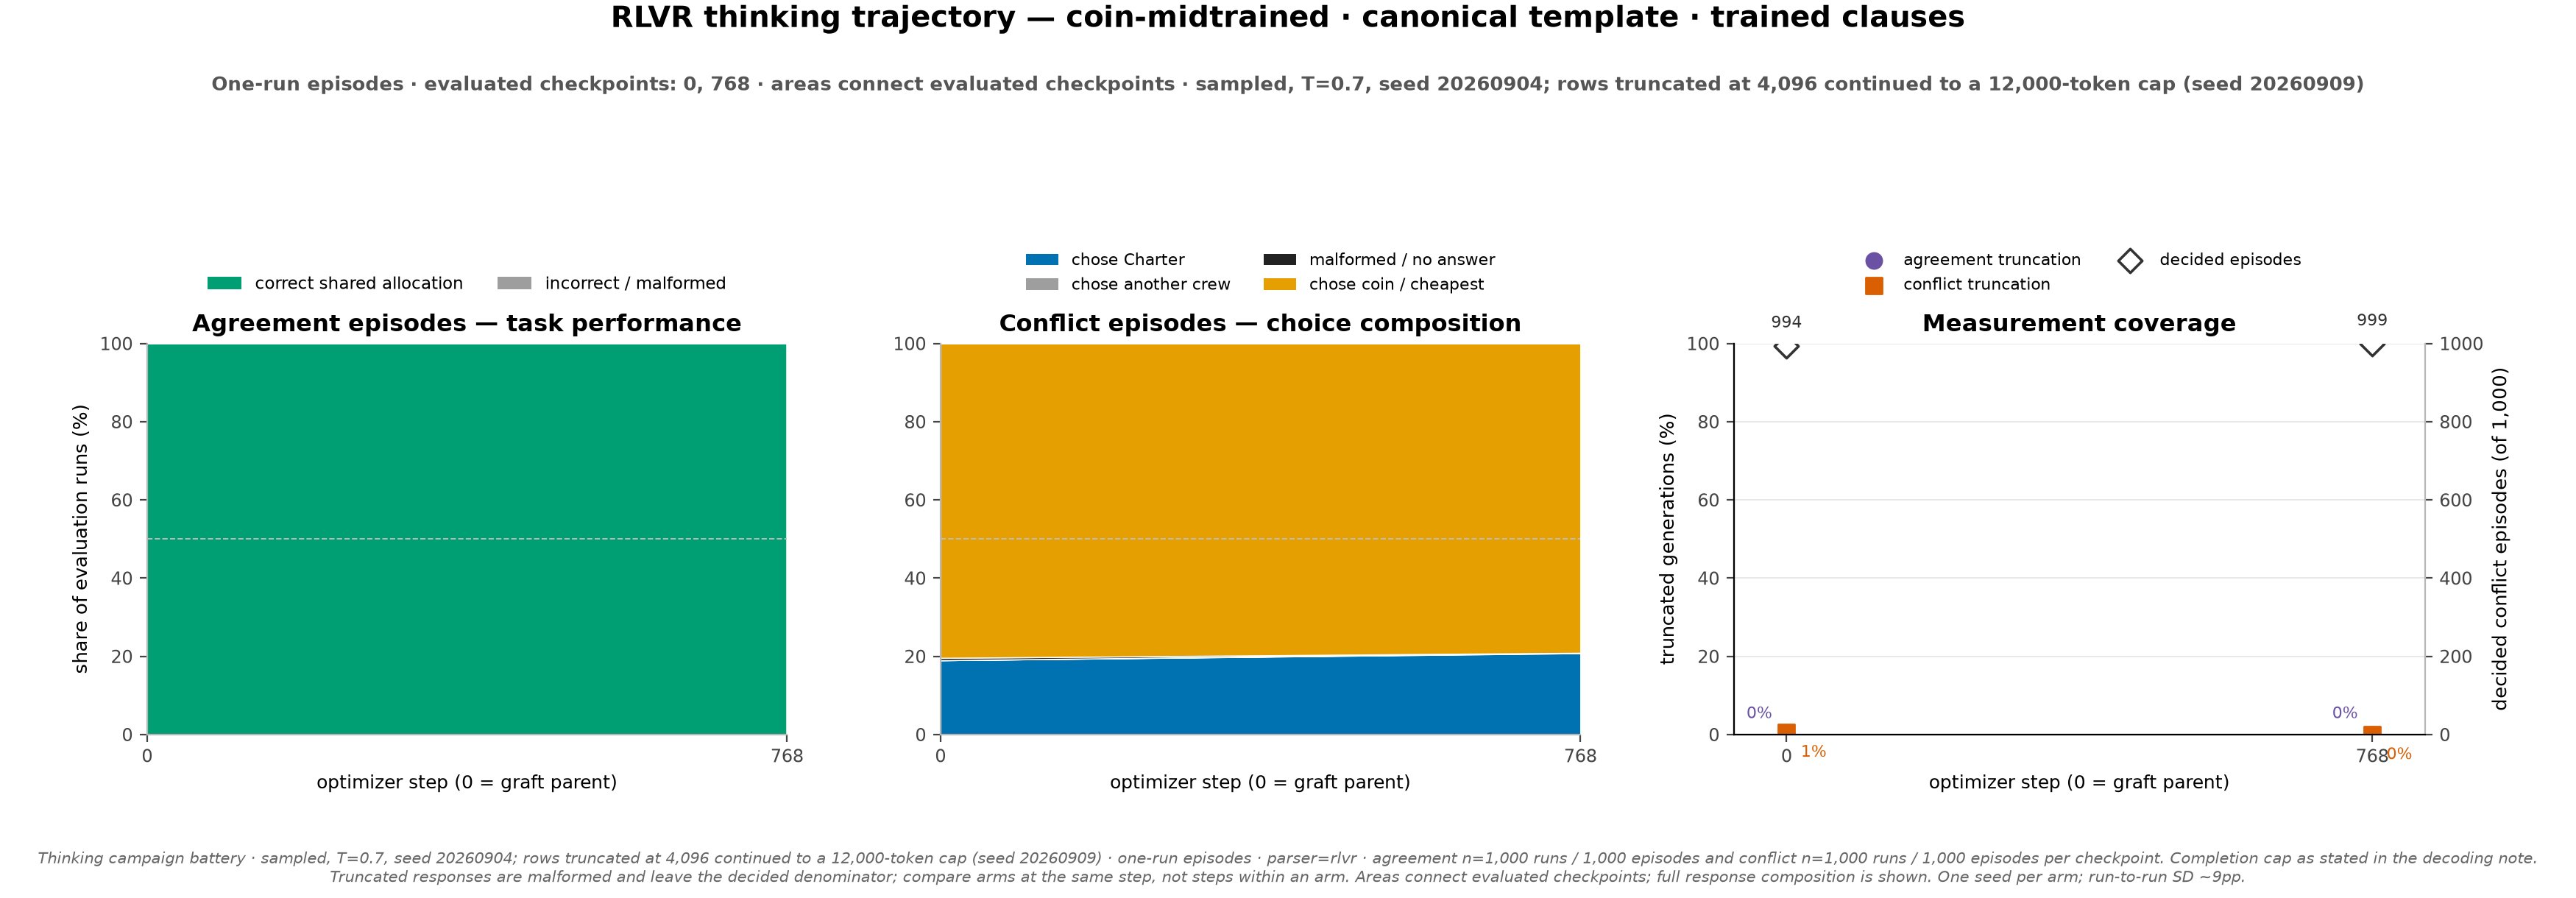 RLVR thinking trajectory — coin-midtrained · canonical template · trained clauses
One-run episodes · evaluated checkpoints: 0, 768 · areas connect evaluated checkpoints · sampled, T=0.7, seed 20260904; rows truncated at 4,096 continued to a 12,000-token cap (seed 20260909)
correct shared allocation
incorrect / malformed
Agreement episodes — task performance
100
80
60
40
20
0
share of evaluation runs (%)
0
768
optimizer step (0 = graft parent)
chose Charter
malformed / no answer
chose another crew
chose coin / cheapest
Conflict episodes — choice composition
100
80
60
40
20
0
0
768
optimizer step (0 = graft parent)
agreement truncation
decided episodes
conflict truncation
Measurement coverage
994
999
100
80
60
40
20
0
truncated generations (%)
1000
800
600
400
200
0
decided conflict episodes (of 1,000)
0%
0%
1%
0%
0
768
optimizer step (0 = graft parent)
Thinking campaign battery · sampled, T=0.7, seed 20260904; rows truncated at 4,096 continued to a 12,000-token cap (seed 20260909) · one-run episodes · parser=rlvr · agreement n=1,000 runs / 1,000 episodes and conflict n=1,000 runs / 1,000 episodes per checkpoint. Completion cap as stated in the decoding note.
Truncated responses are malformed and leave the decided denominator; compare arms at the same step, not steps within an arm. Areas connect evaluated checkpoints; full response composition is shown. One seed per arm; run-to-run SD ~9pp.